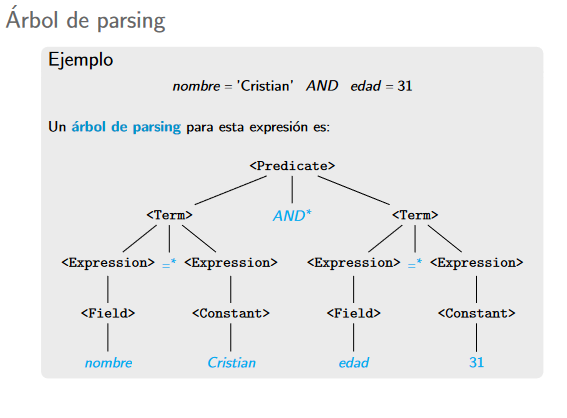 Árbol de parsing
Ejemplo
nombre = 'Cristian' AND edad = 31
Un árbol de parsing para esta expresión es:
<Predicate>
<Term> AND* <Term>
<Expression> =* <Expression> <Expression> =* <Expression>
<Field> <Constant> <Field> <Constant>
nombre Cristian edad 31